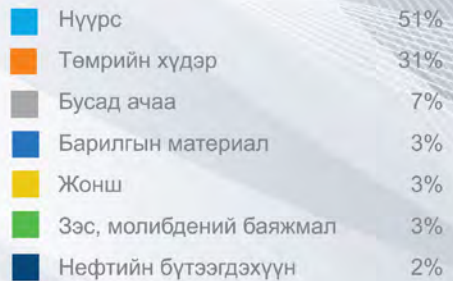 Нүүрс 51%
Төмрийн хүдэр 31%
Бусад ачаа 7%
Барилгын материал 3%
Жонш 3%
Зэс, молибдений баяжмал 3%
Нефтийн бүтээгдэхүүн 2%